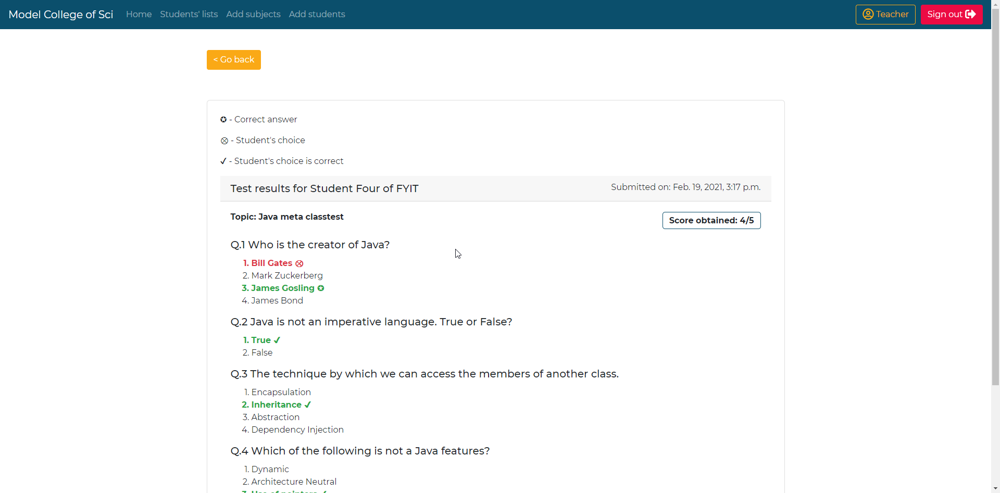 Model College of Sci Home Students' lists Add subjects Add students Teacher Sign out
< Go back
✪ - Correct answer
⊗ - Student's choice
✓ - Student's choice is correct
Test results for Student Four of FYIT Submitted on: Feb. 19, 2021, 3:17 p.m.
Topic: Java meta classtest Score obtained: 4/5
Q.1 Who is the creator of Java?
1. Bill Gates ⊗
2. Mark Zuckerberg
3. James Gosling ✪
4. James Bond
Q.2 Java is not an imperative language. True or False?
1. True ✓
2. False
Q.3 The technique by which we can access the members of another class.
1. Encapsulation
2. Inheritance ✓
3. Abstraction
4. Dependency Injection
Q.4 Which of the following is not a Java features?
1. Dynamic
2. Architecture Neutral
3. Use of pointers ✓